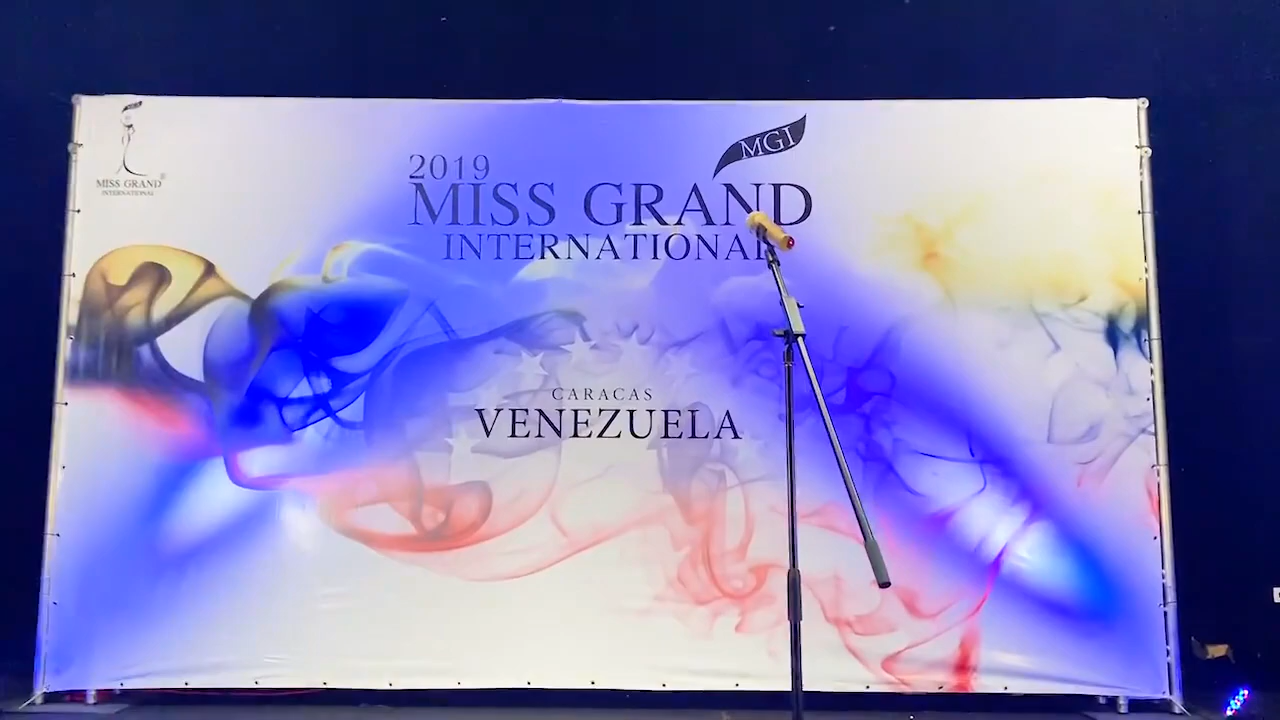 MISS GRAND
INTERNATIONAL
MGI
2019
MISS GRAND
INTERNATIONAL
CARACAS
VENEZUELA